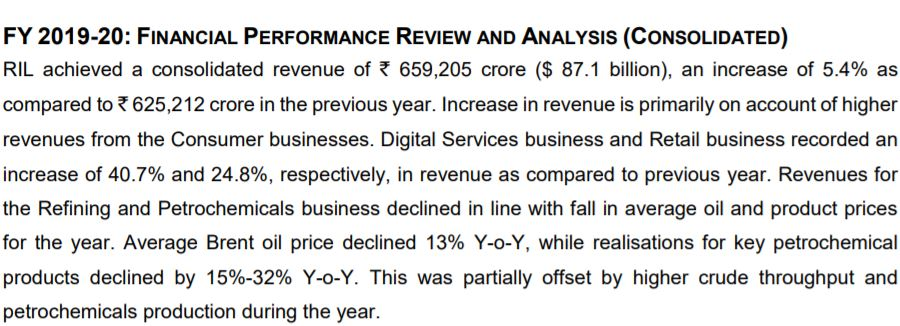 FY 2019-20: FINANCIAL PERFORMANCE REVIEW AND ANALYSIS (CONSOLIDATED)
RIL achieved a consolidated revenue of ₹ 659,205 crore ($ 87.1 billion), an increase of 5.4% as
compared to ₹ 625,212 crore in the previous year. Increase in revenue is primarily on account of higher
revenues from the Consumer businesses. Digital Services business and Retail business recorded an
increase of 40.7% and 24.8%, respectively, in revenue as compared to previous year. Revenues for
the Refining and Petrochemicals business declined in line with fall in average oil and product prices
for the year. Average Brent oil price declined 13% Y-o-Y, while realisations for key petrochemical
products declined by 15%-32% Y-o-Y. This was partially offset by higher crude throughput and
petrochemicals production during the year.